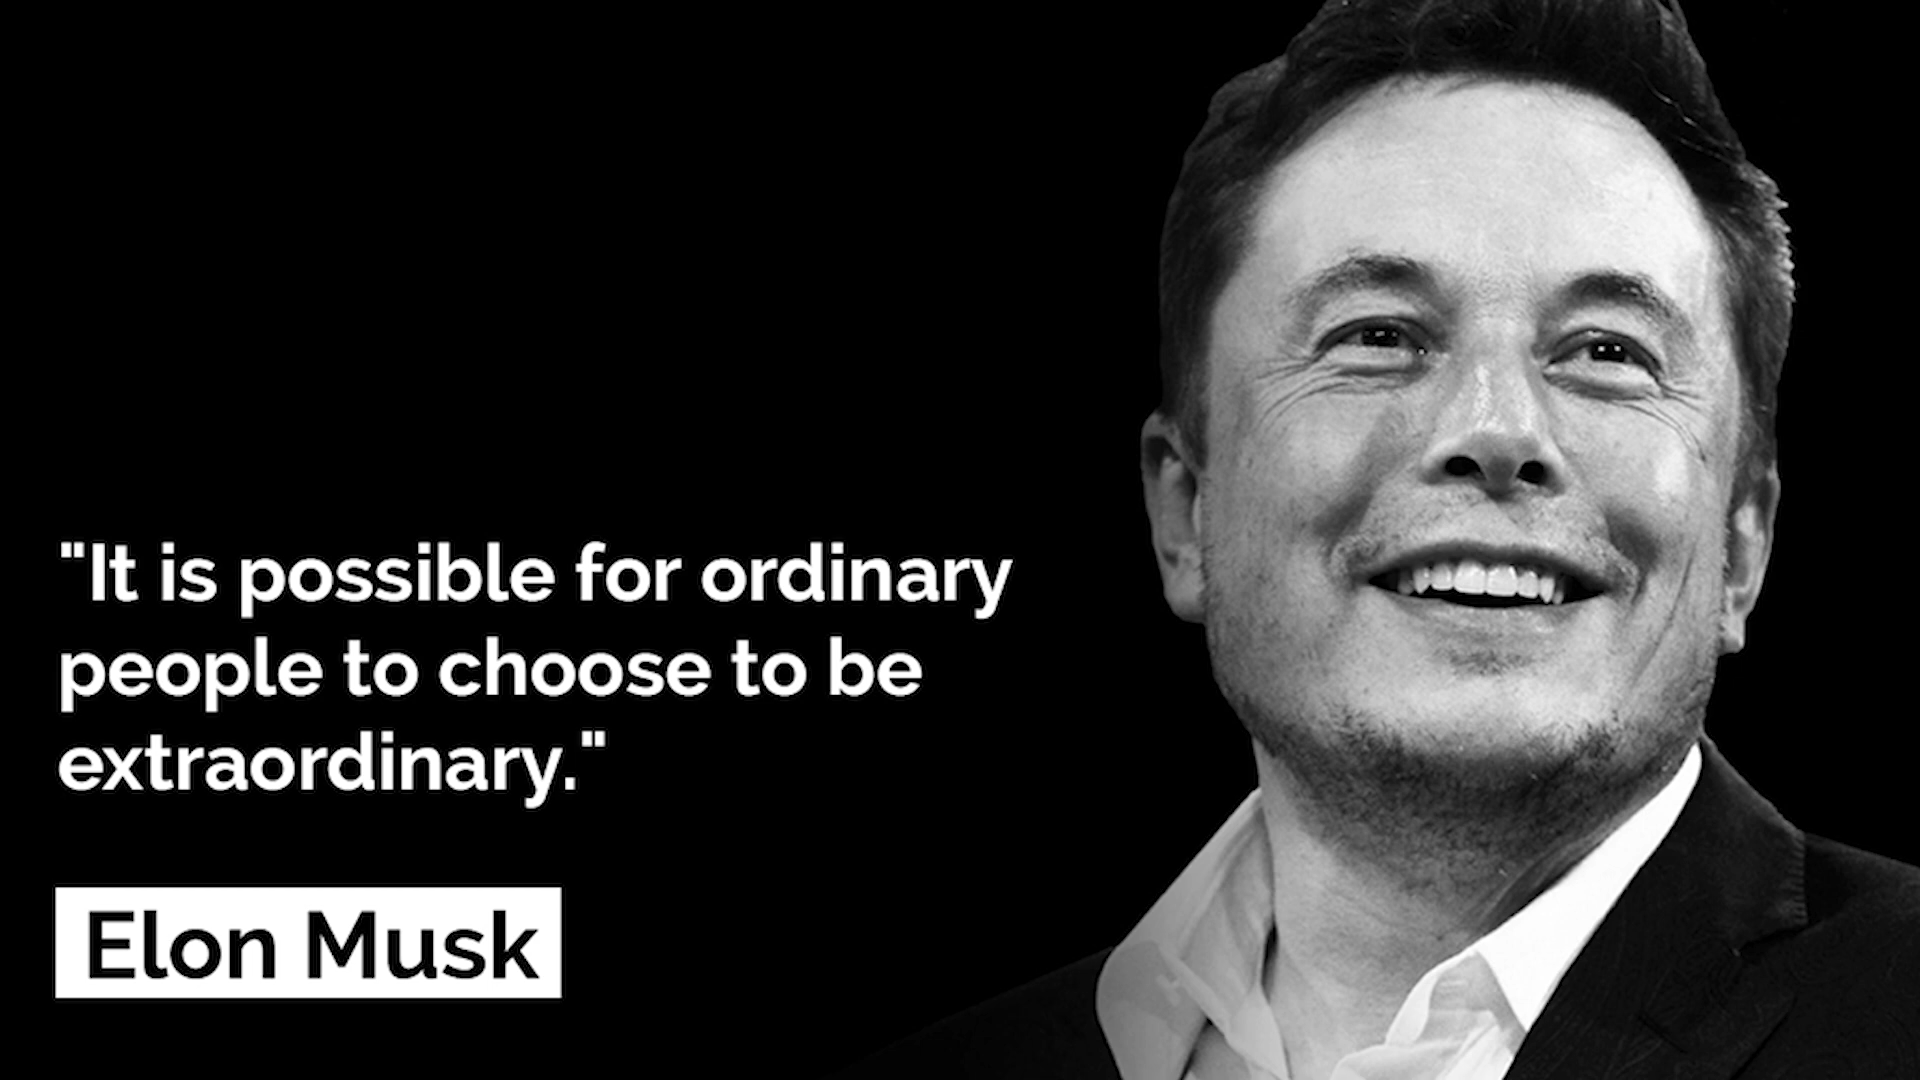 "It is possible for ordinary
people to choose to be
extraordinary."
Elon Musk